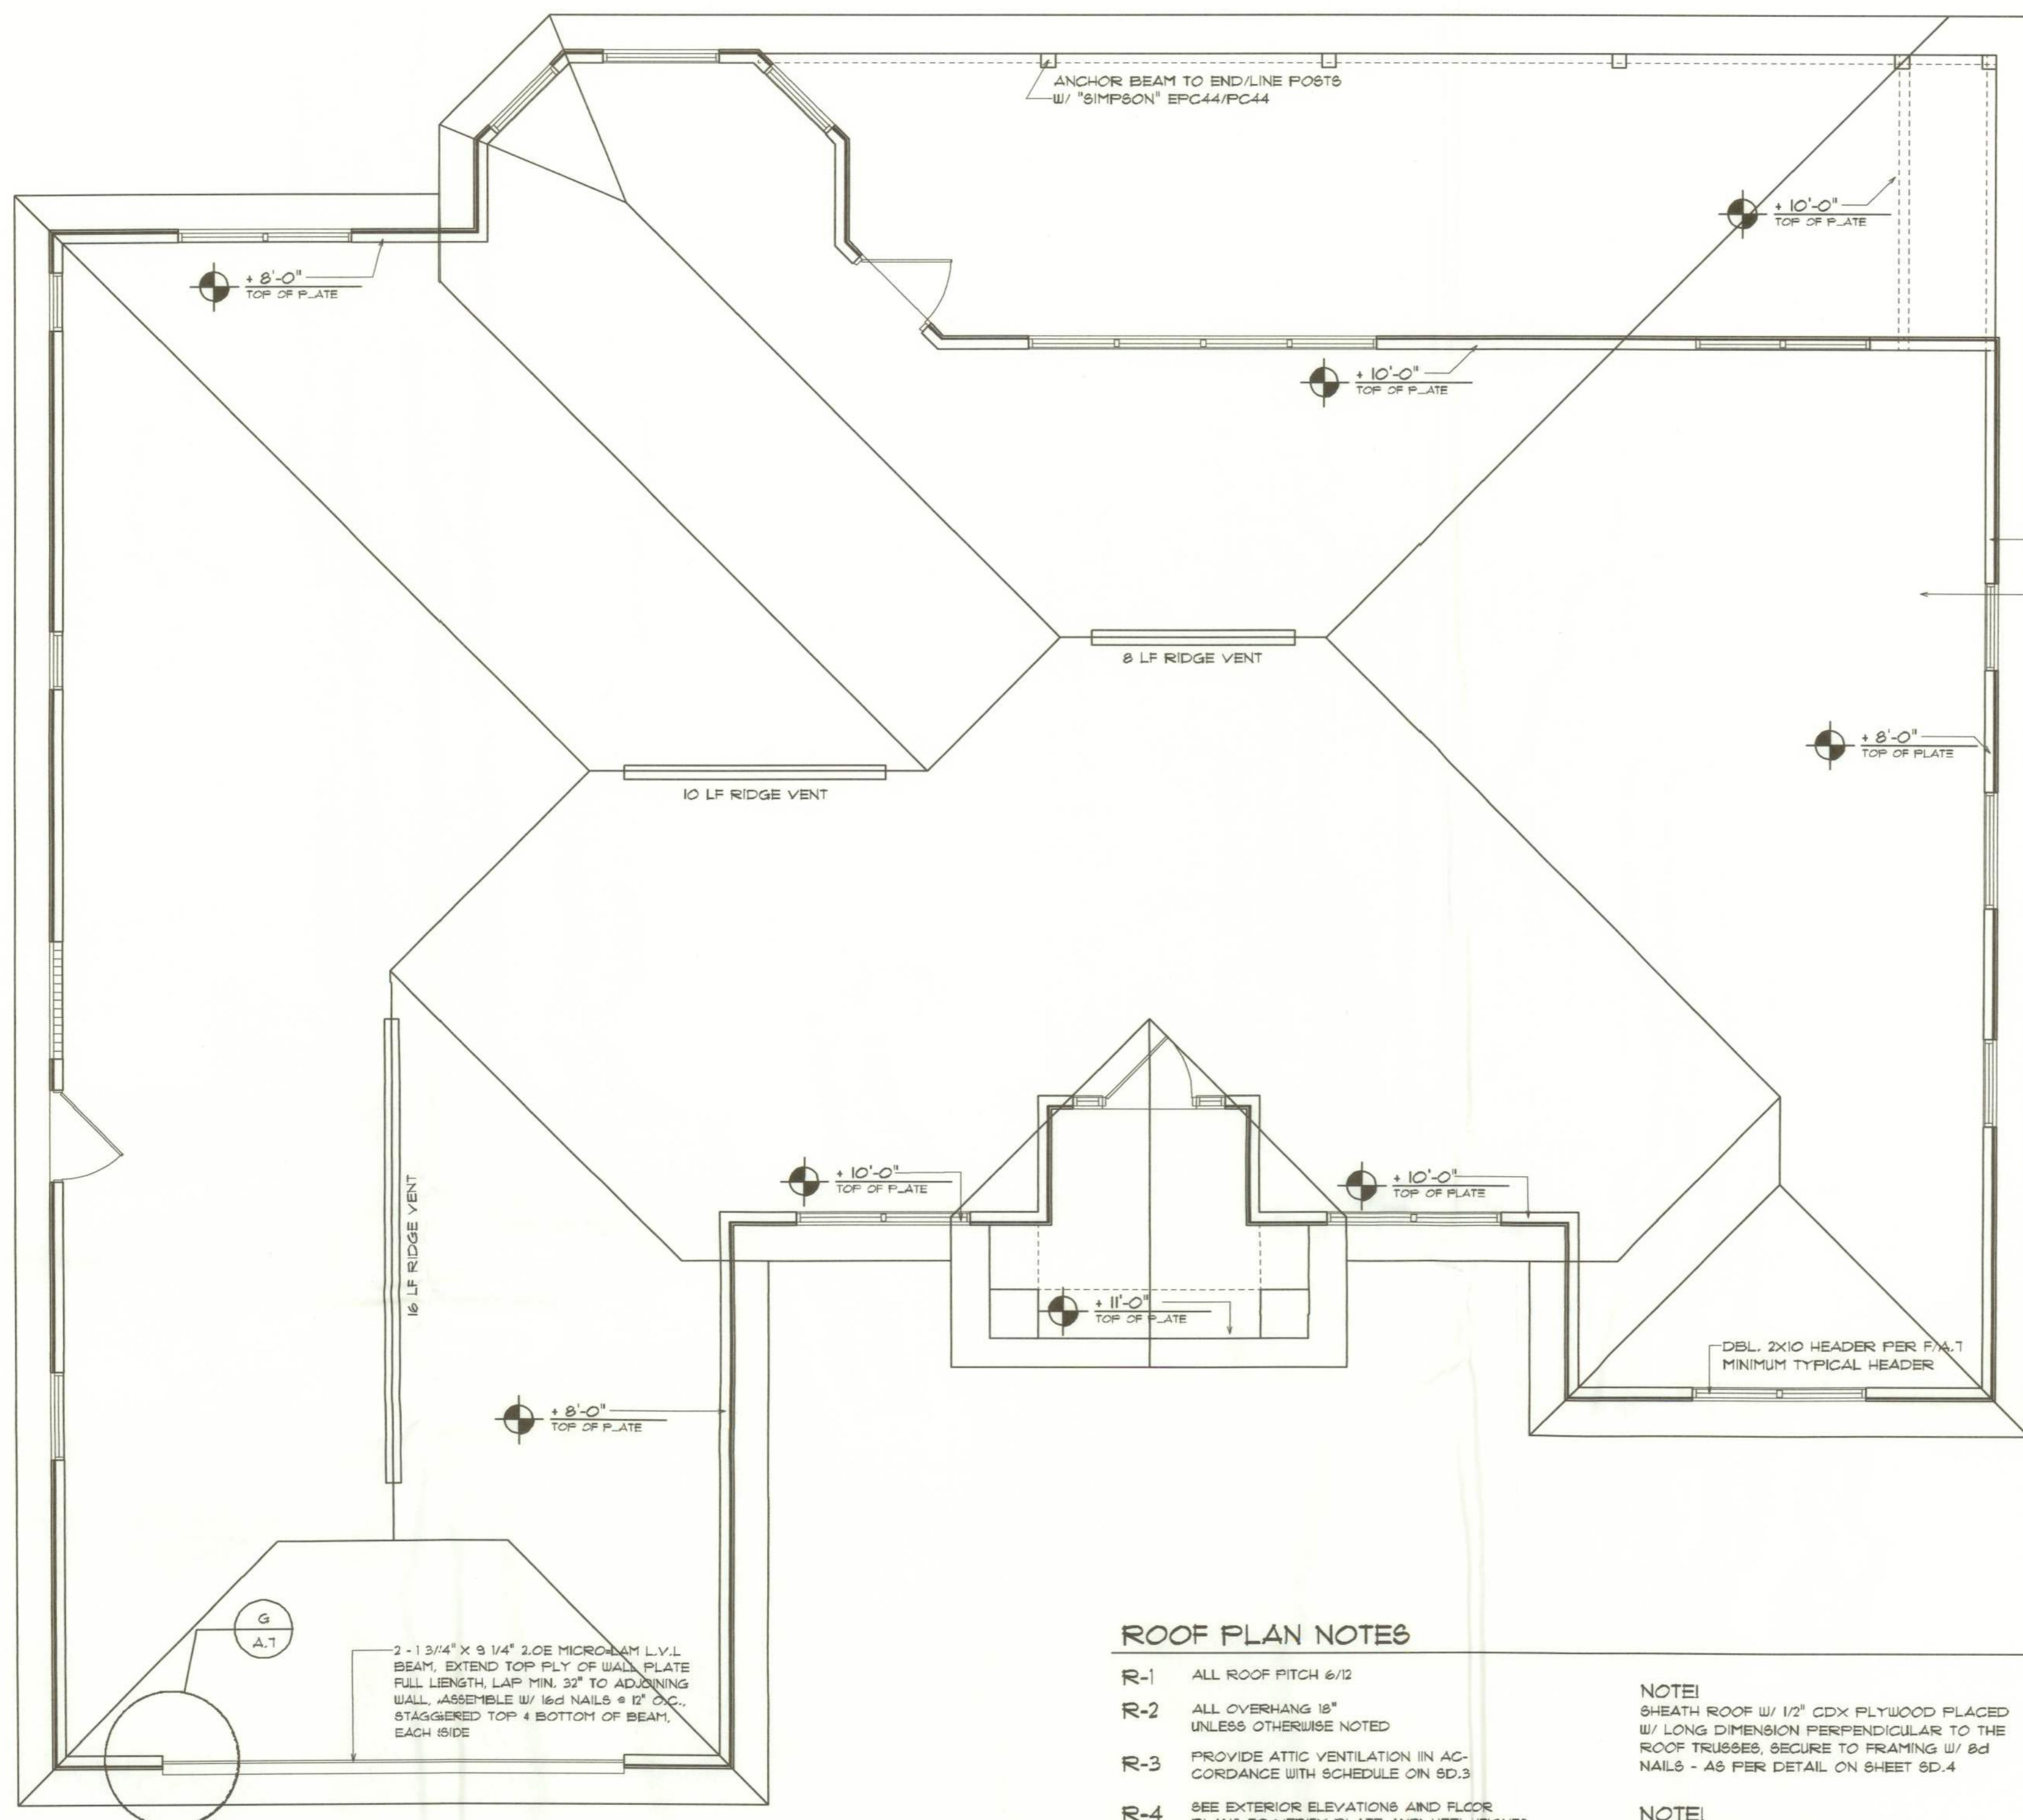 ANCHOR BEAM TO END/LINE POSTS
W/ "SIMPSON" EPC44/PC44
+ 10'-0"
TOP OF PLATE
+ 8'-0"
TOP OF PLATE
+ 10'-0"
TOP OF PLATE
8 LF RIDGE VENT
+ 8'-0"
TOP OF PLATE
10 LF RIDGE VENT
16 LF RIDGE VENT
+ 10'-0"
TOP OF PLATE
+ 10'-0"
TOP OF PLATE
+ 11'-0"
TOP OF PLATE
DBL. 2X10 HEADER PER F/A.7
MINIMUM TYPICAL HEADER
+ 8'-0"
TOP OF PLATE
G
A.7
2 - 1 3/4" X 9 1/4" 2.0E MICRO-LAM L.V.L
BEAM, EXTEND TOP PLY OF WALL PLATE
FULL LENGTH, LAP MIN. 32" TO ADJOINING
WALL, ASSEMBLE W/ 16d NAILS @ 12" O.C.,
STAGGERED TOP & BOTTOM OF BEAM,
EACH SIDE
ROOF PLAN NOTES
R-1 ALL ROOF PITCH 6/12
R-2 ALL OVERHANG 18"
UNLESS OTHERWISE NOTED
R-3 PROVIDE ATTIC VENTILATION IN AC-
CORDANCE WITH SCHEDULE ON SD.3
R-4 SEE EXTERIOR ELEVATIONS AND FLOOR
NOTE!
SHEATH ROOF W/ 1/2" CDX PLYWOOD PLACED
W/ LONG DIMENSION PERPENDICULAR TO THE
ROOF TRUSSES, SECURE TO FRAMING W/ 8d
NAILS - AS PER DETAIL ON SHEET SD.4
NOTE!